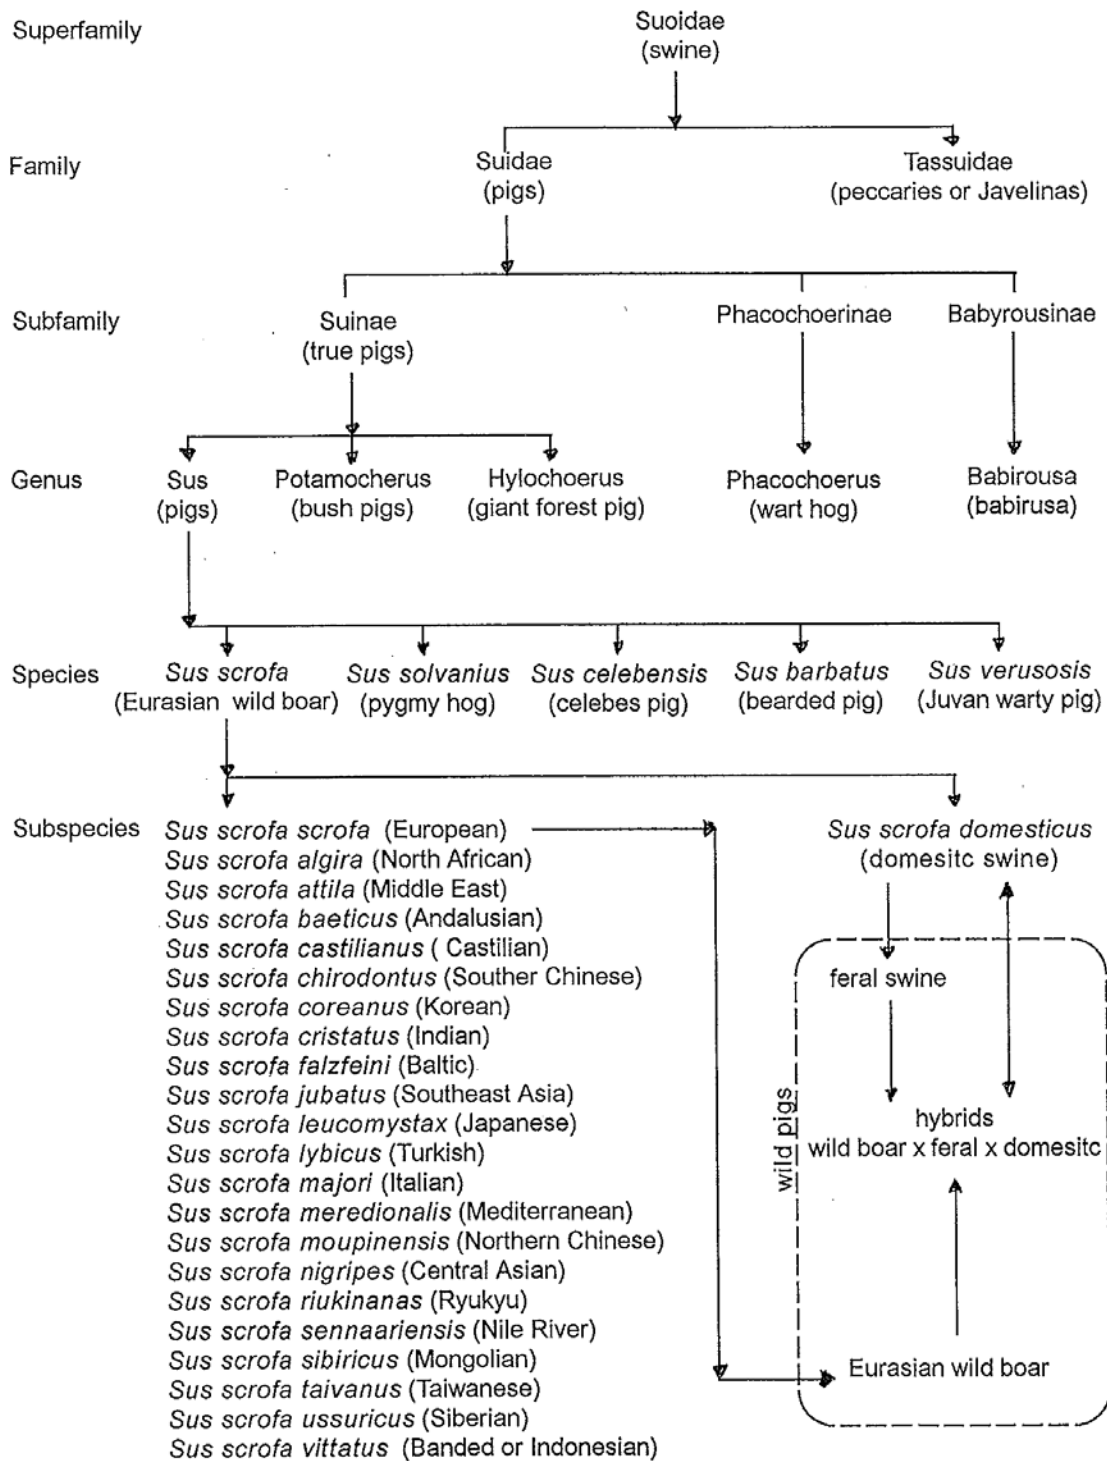 Superfamily
Suoidae
(swine)
Family
Suidae
(pigs)
Tassuidae
(peccaries or Javelinas)
Subfamily
Suinae
(true pigs)
Phacochoerinae
Babyrousinae
Genus
Sus
(pigs)
Potamocherus
(bush pigs)
Hylochoerus
(giant forest pig)
Phacochoerus
(wart hog)
Babirousa
(babirusa)
Species
Sus scrofa
(Eurasian wild boar)
Sus solvanius
(pygmy hog)
Sus celebensis
(celebes pig)
Sus barbatus
(bearded pig)
Sus verusosis
(Juvan warty pig)
Subspecies
Sus scrofa scrofa (European)
Sus scrofa algira (North African)
Sus scrofa attila (Middle East)
Sus scrofa baeticus (Andalusian)
Sus scrofa castilianus ( Castilian)
Sus scrofa chirodontus (Souther Chinese)
Sus scrofa coreanus (Korean)
Sus scrofa cristatus (Indian)
Sus scrofa falzfeini (Baltic)
Sus scrofa jubatus (Southeast Asia)
Sus scrofa leucomystax (Japanese)
Sus scrofa lybicus (Turkish)
Sus scrofa majori (Italian)
Sus scrofa meredionalis (Mediterranean)
Sus scrofa moupinensis (Northern Chinese)
Sus scrofa nigripes (Central Asian)
Sus scrofa riukinanas (Ryukyu)
Sus scrofa sennaariensis (Nile River)
Sus scrofa sibiricus (Mongolian)
Sus scrofa taivanus (Taiwanese)
Sus scrofa ussuricus (Siberian)
Sus scrofa vittatus (Banded or Indonesian)
Sus scrofa domesticus
(domesitc swine)
feral swine
wild pigs
hybrids
wild boar x feral x domesitc
Eurasian wild boar